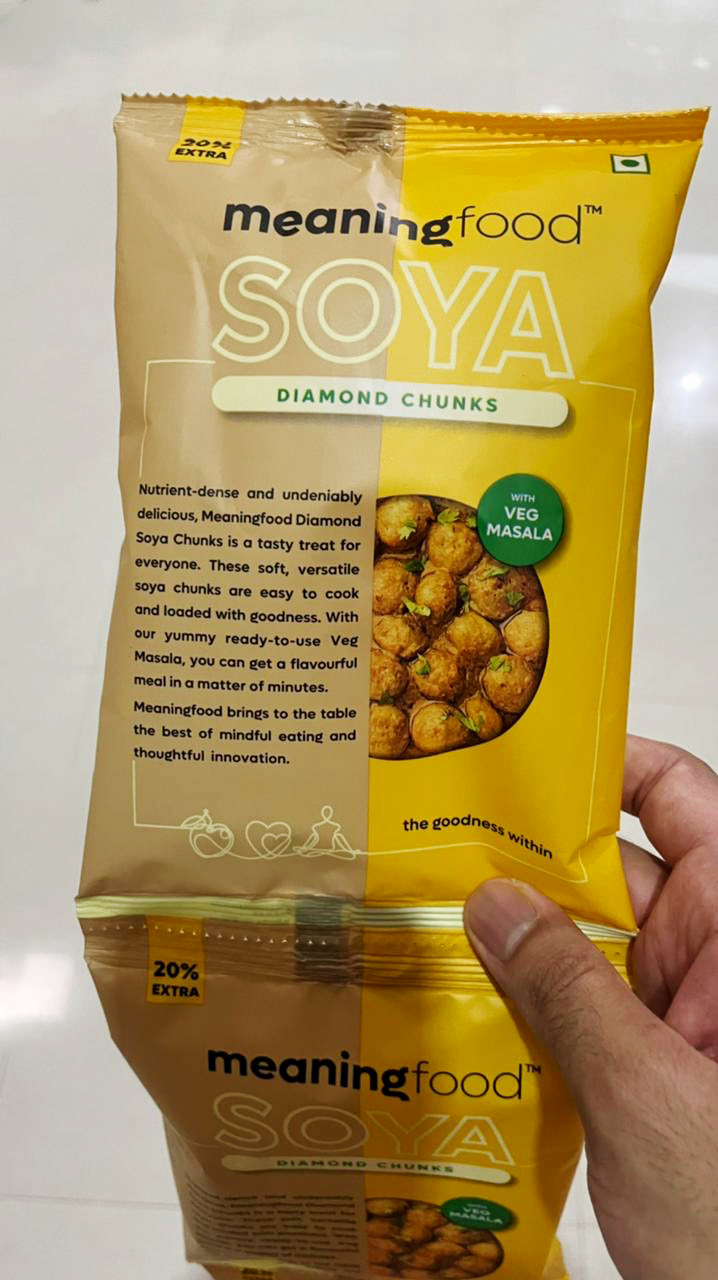 20%
EXTRA
meaningfood™
SOYA
DIAMOND CHUNKS
Nutrient-dense and undeniably
delicious, Meaningfood Diamond
Soya Chunks is a tasty treat for
everyone. These soft, versatile
soya chunks are easy to cook
and loaded with goodness. With
our yummy ready-to-use Veg
Masala, you can get a flavourful
meal in a matter of minutes.
Meaningfood brings to the table
the best of mindful eating and
thoughtful innovation.
WITH
VEG
MASALA
the goodness within
20%
EXTRA
meaningfood™
SOYA
DIAMOND CHUNKS
VEG
MASALA
20%
EXTRA